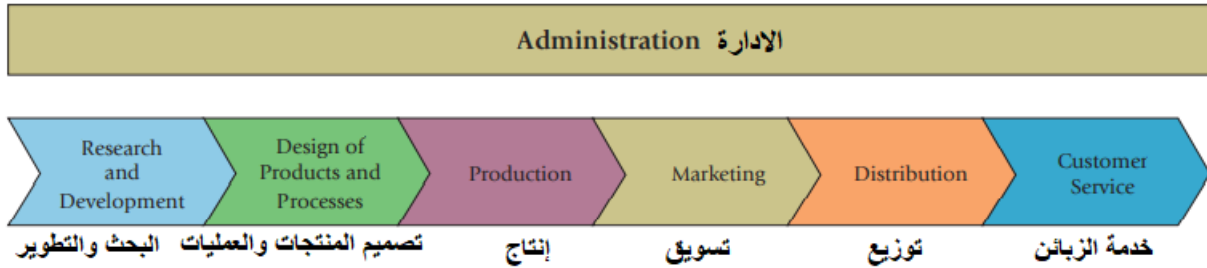 Administration الادارة
Research
and
Development
Design of
Products and
Processes
Production
Marketing
Distribution
Customer
Service
البحث والتطوير
تصميم المنتجات والعمليات
إنتاج
تسويق
توزيع
خدمة الزبائن